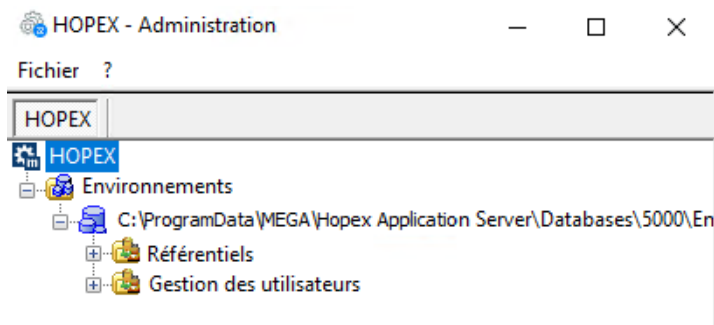 HOPEX - Administration
Fichier ?
HOPEX
HOPEX
Environnements
C:\ProgramData\MEGA\Hopex Application Server\Databases\5000\En
Référentiels
Gestion des utilisateurs